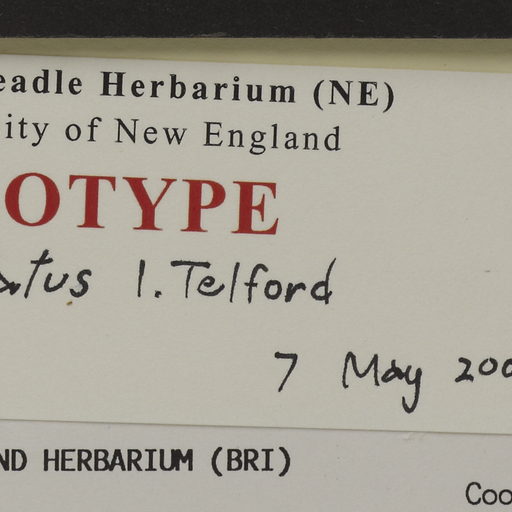 eadle Herbarium (NE)
ity of New England
OTYPE
atus I. Telford
7 May 200
ND HERBARIUM (BRI)
Coo